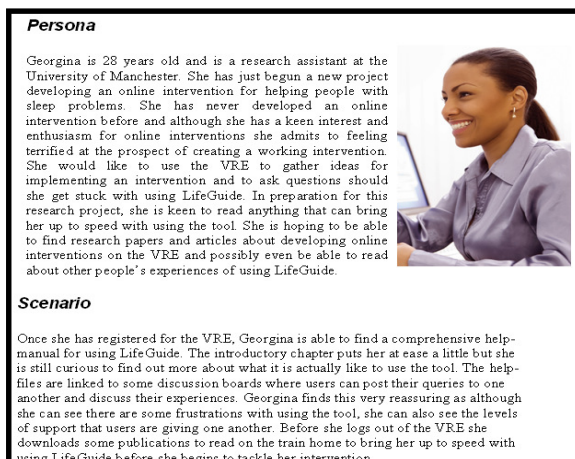 Persona
Georgina is 28 years old and is a research assistant at the
University of Manchester. She has just begun a new project
developing an online intervention for helping people with
sleep problems. She has never developed an online
intervention before and although she has a keen interest and
enthusiasm for online interventions she admits to feeling
terrified at the prospect of creating a working intervention.
She would like to use the VRE to gather ideas for
implementing an intervention and to ask questions should
she get stuck with using LifeGuide. In preparation for this
research project, she is keen to read anything that can bring
her up to speed with using the tool. She is hoping to be able
to find research papers and articles about developing online
interventions on the VRE and possibly even be able to read
about other people's experiences of using LifeGuide.
Scenario
Once she has registered for the VRE, Georgina is able to find a comprehensive help-
manual for using LifeGuide. The introductory chapter puts her at ease a little but she
is still curious to find out more about what it is actually like to use the tool. The help-
files are linked to some discussion boards where users can post their queries to one
another and discuss their experiences. Georgina finds this very reassuring as although
she can see there are some frustrations with using the tool, she can also see the levels
of support that users are giving one another. Before she logs out of the VRE she
downloads some publications to read on the train home to bring her up to speed with
using LifeGuide before she begins to tackle her intervention.